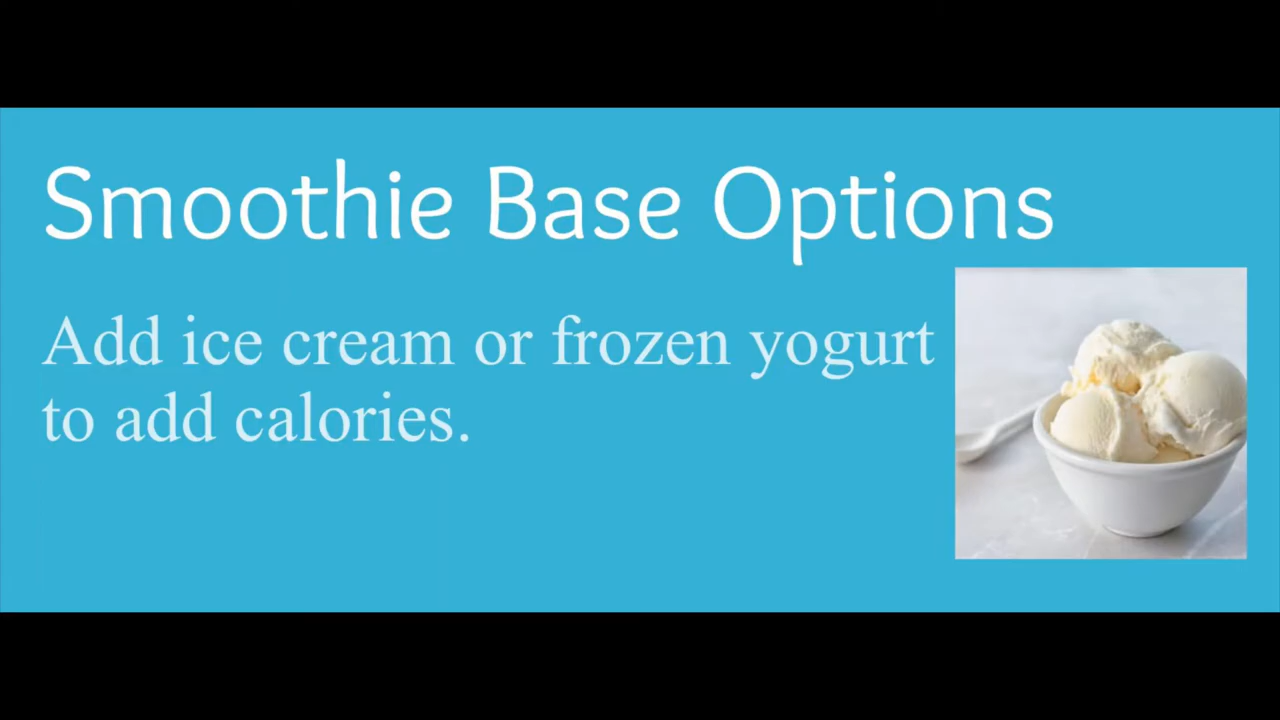 Smoothie Base Options
Add ice cream or frozen yogurt
to add calories.